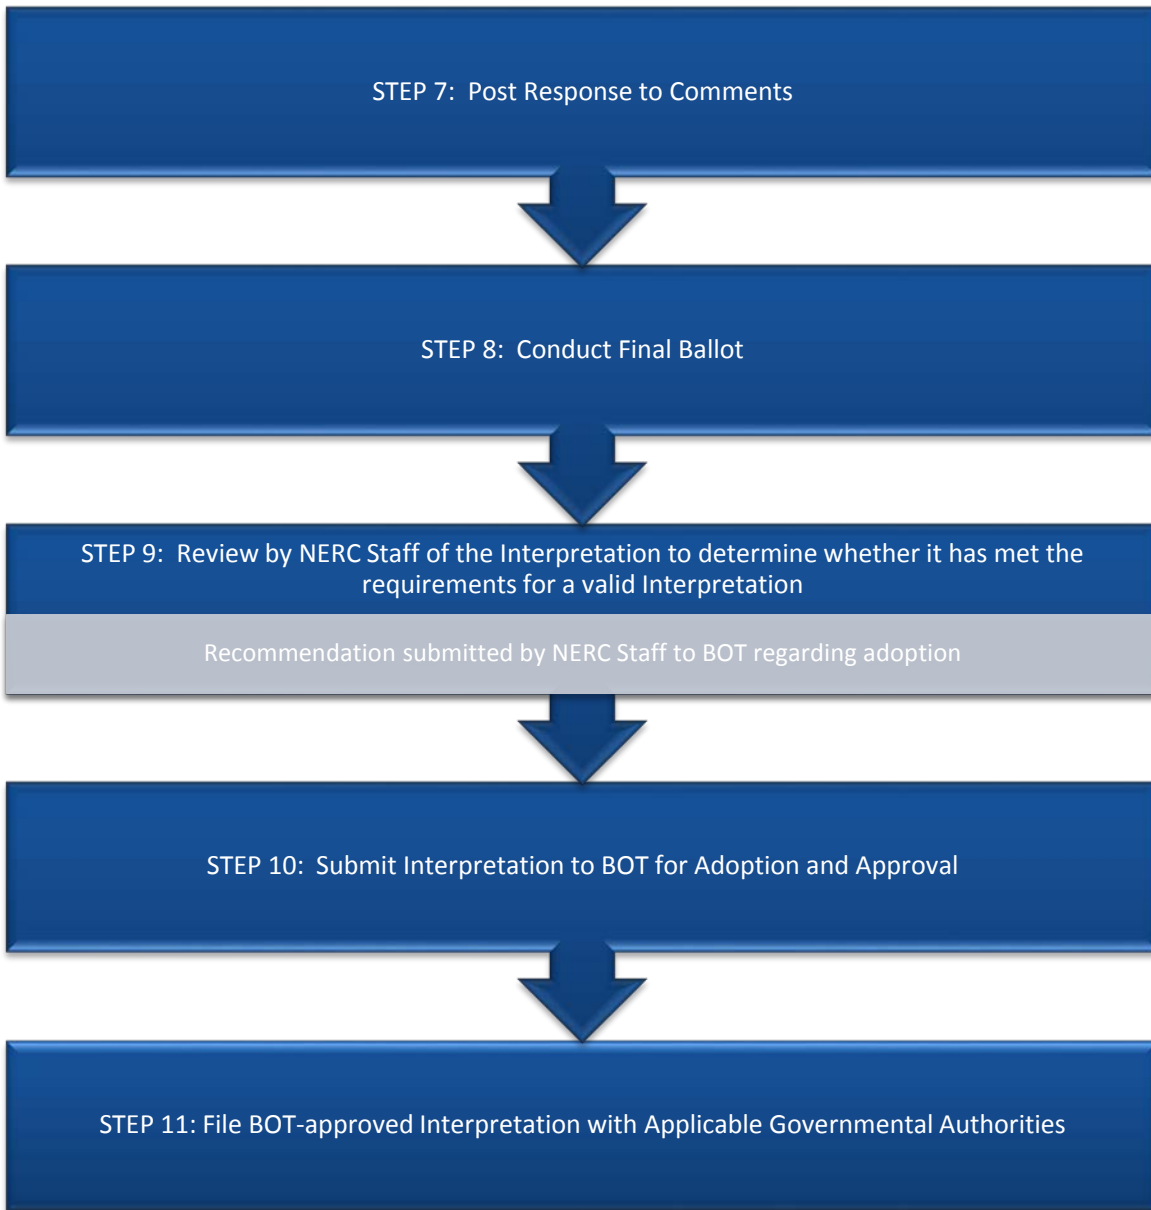 STEP 7:  Post Response to Comments
STEP 8:  Conduct Final Ballot
STEP 9:  Review by NERC Staff of the Interpretation to determine whether it has met the
requirements for a valid Interpretation
Recommendation submitted by NERC Staff to BOT regarding adoption
STEP 10:  Submit Interpretation to BOT for Adoption and Approval
STEP 11: File BOT-approved Interpretation with Applicable Governmental Authorities